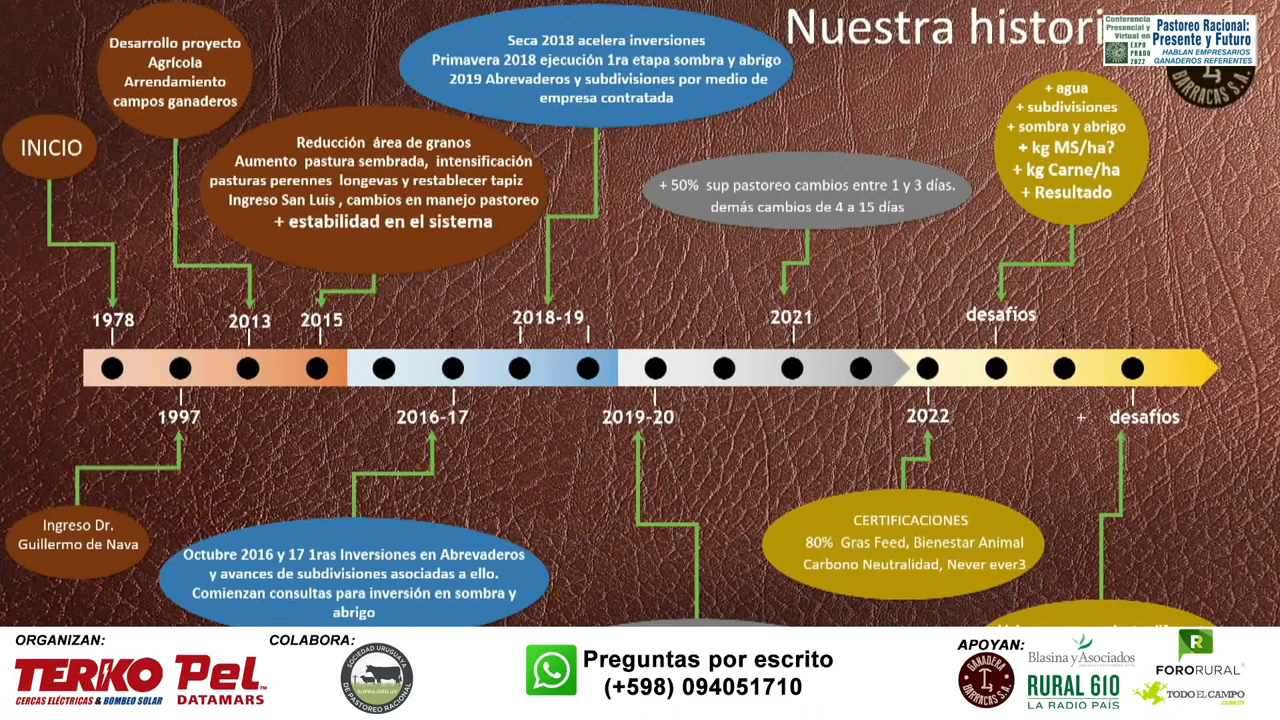 Nuestra histori
Conferencia
Presencial y
Virtual en
EXPO
PRADO
2022
Pastoreo Racional:
Presente y Futuro
HABLAN EMPRESARIOS
GANADEROS REFERENTES
BARRACAS S.A.
INICIO
Desarrollo proyecto
Agrícola
Arrendamiento
campos ganaderos
Reducción área de granos
Aumento pastura sembrada, intensificación
pasturas perennes longevas y restablecer tapiz
Ingreso San Luis , cambios en manejo pastoreo
+ estabilidad en el sistema
Seca 2018 acelera inversiones
Primavera 2018 ejecución 1ra etapa sombra y abrigo
2019 Abrevaderos y subdivisiones por medio de
empresa contratada
+ 50% sup pastoreo cambios entre 1 y 3 días.
demás cambios de 4 a 15 días
+ agua
+ subdivisiones
+ sombra y abrigo
+ kg MS/ha?
+ kg Carne/ha
+ Resultado
1978
2013
2015
2018-19
2021
desafíos
1997
2016-17
2019-20
2022
+ desafíos
Ingreso Dr.
Guillermo de Nava
Octubre 2016 y 17 1ras Inversiones en Abrevaderos
y avances de subdivisiones asociadas a ello.
Comienzan consultas para inversión en sombra y
abrigo
CERTIFICACIONES
80% Gras Feed, Bienestar Animal
Carbono Neutralidad, Never ever3
ORGANIZAN:
TERKO
CERCAS ELÉCTRICAS & BOMBEO SOLAR
Pel
DATAMARS
COLABORA:
SOCIEDAD URUGUAYA
DE PASTOREO RACIONAL
SUPRA.ORG.UY
Preguntas por escrito
(+598) 094051710
APOYAN:
GANADERA
BARRACAS S.A.
Blasina y Asociados
RURAL 610
LA RADIO PAÍS
R
FORORURAL
TODO EL CAMPO
.COM.UY